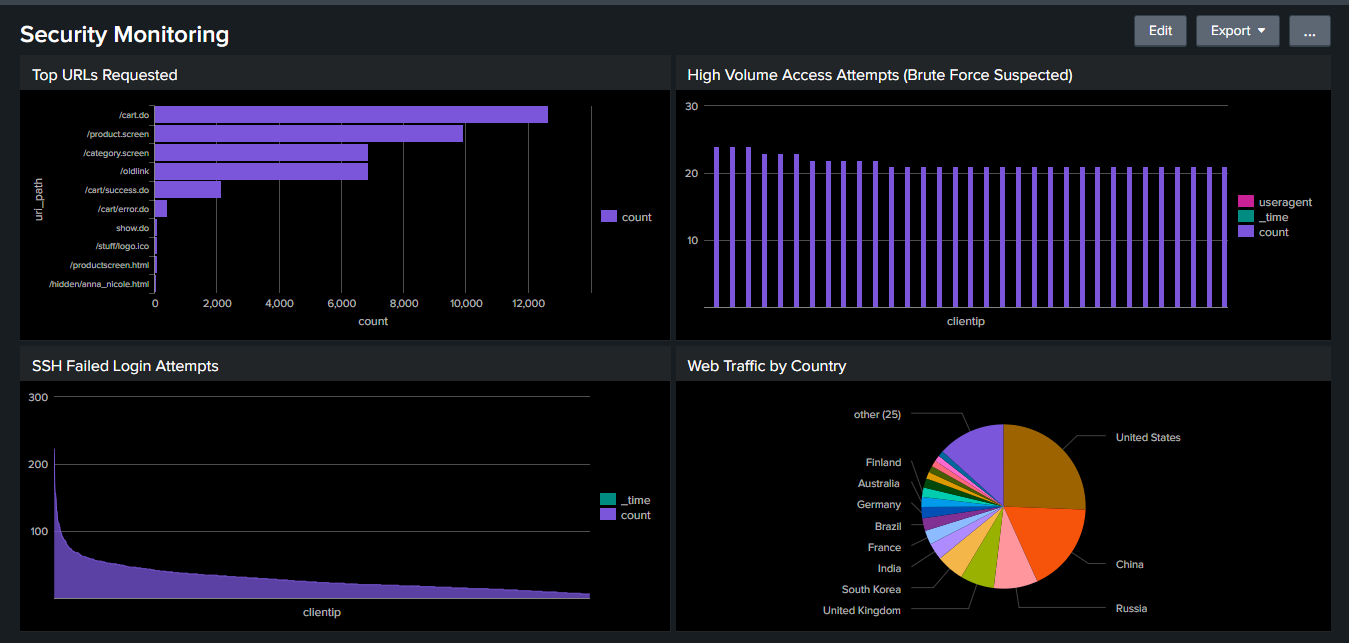 Security Monitoring
Edit
Export
...
Top URLs Requested
/cart.do
/product.screen
/category.screen
/oldlink
/cart/success.do
/cart/error.do
show.do
/stuff/logo.ico
/productscreen.html
/hidden/anna_nicole.html
uri_path
0 2,000 4,000 6,000 8,000 10,000 12,000
count
count
High Volume Access Attempts (Brute Force Suspected)
30
20
10
clientip
useragent
_time
count
SSH Failed Login Attempts
300
200
100
clientip
_time
count
Web Traffic by Country
other (25)
Finland
Australia
Germany
Brazil
France
India
South Korea
United Kingdom
United States
China
Russia